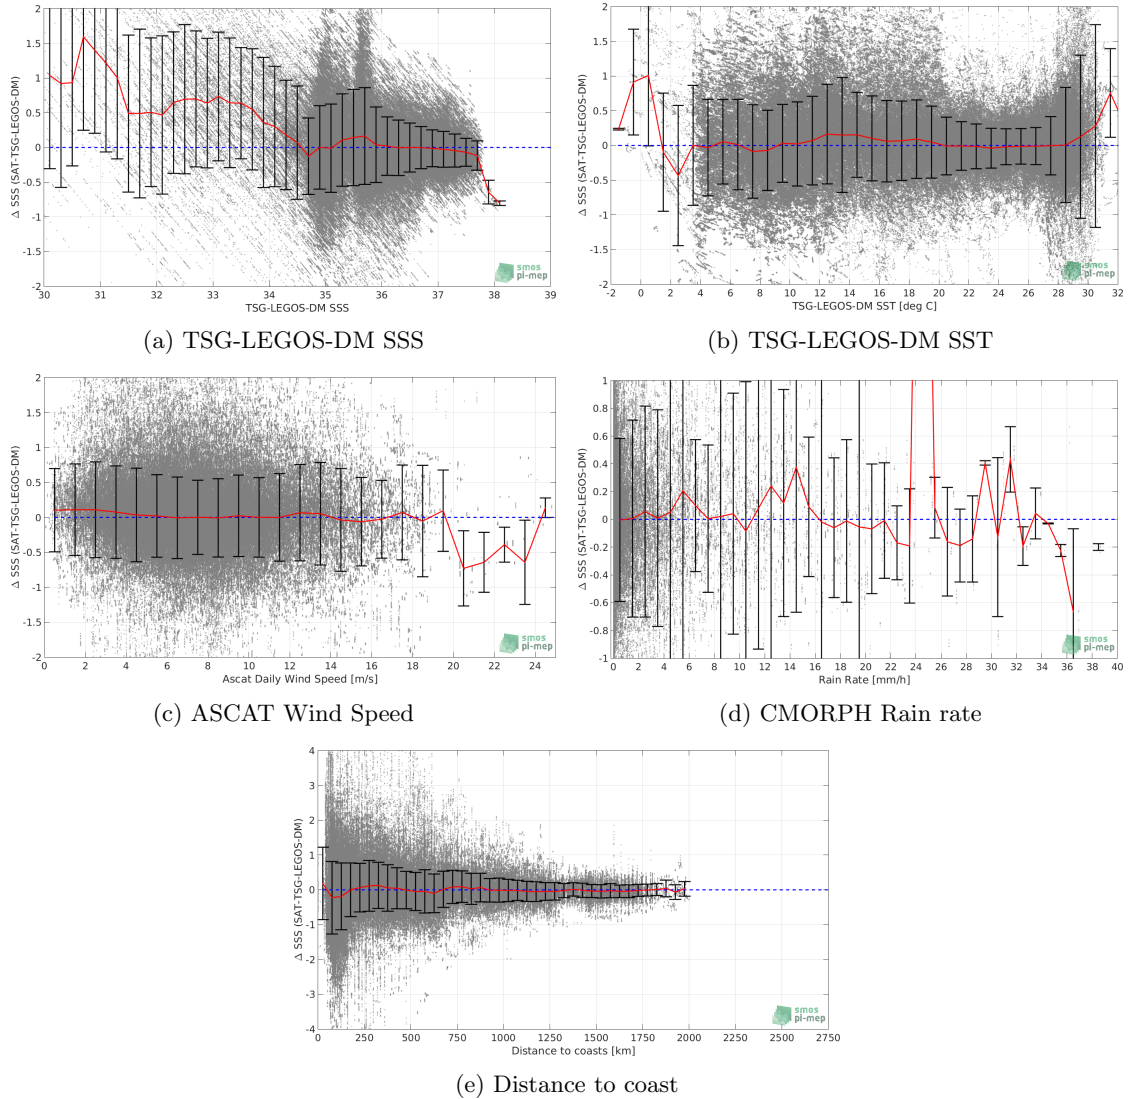 2
1.5
1
0.5
0
-0.5
-1
-1.5
-2
Δ SSS (SAT-TSG-LEGOS-DM)
30 31 32 33 34 35 36 37 38 39
TSG-LEGOS-DM SSS
smos
pi-mep
(a) TSG-LEGOS-DM SSS
2
1.5
1
0.5
0
-0.5
-1
-1.5
-2
Δ SSS (SAT-TSG-LEGOS-DM)
-2 0 2 4 6 8 10 12 14 16 18 20 22 24 26 28 30 32
TSG-LEGOS-DM SST [deg C]
smos
pi-mep
(b) TSG-LEGOS-DM SST
2
1.5
1
0.5
0
-0.5
-1
-1.5
-2
Δ SSS (SAT-TSG-LEGOS-DM)
0 2 4 6 8 10 12 14 16 18 20 22 24
Ascat Daily Wind Speed [m/s]
smos
pi-mep
(c) ASCAT Wind Speed
1
0.8
0.6
0.4
0.2
0
-0.2
-0.4
-0.6
-0.8
-1
Δ SSS (SAT-TSG-LEGOS-DM)
0 2 4 6 8 10 12 14 16 18 20 22 24 26 28 30 32 34 36 38 40
Rain Rate [mm/h]
smos
pi-mep
(d) CMORPH Rain rate
4
3
2
1
0
-1
-2
-3
-4
Δ SSS (SAT-TSG-LEGOS-DM)
0 250 500 750 1000 1250 1500 1750 2000 2250 2500 2750
Distance to coasts [km]
smos
pi-mep
(e) Distance to coast